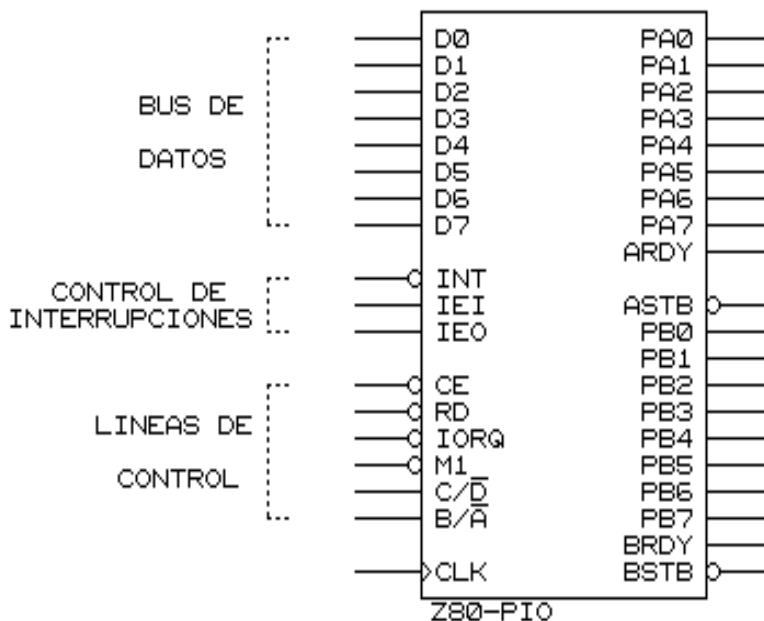 BUS DE
DATOS
CONTROL DE
INTERRUPCIONES
LINEAS DE
CONTROL
D0
D1
D2
D3
D4
D5
D6
D7
INT
IEI
IEO
CE
RD
IORQ
M1
C/D̅
B/A̅
CLK
PA0
PA1
PA2
PA3
PA4
PA5
PA6
PA7
ARDY
ASTB
PB0
PB1
PB2
PB3
PB4
PB5
PB6
PB7
BRDY
BSTB
Z80-PIO